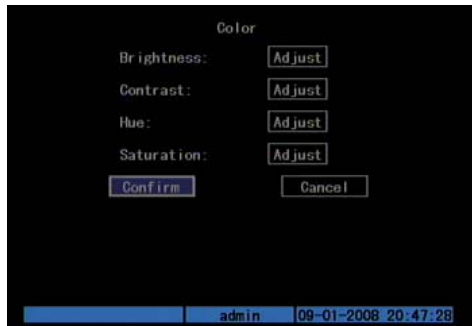 Color
Brightness: Adjust
Contrast: Adjust
Hue: Adjust
Saturation: Adjust
Confirm Cancel
admin 09-01-2008 20:47:28